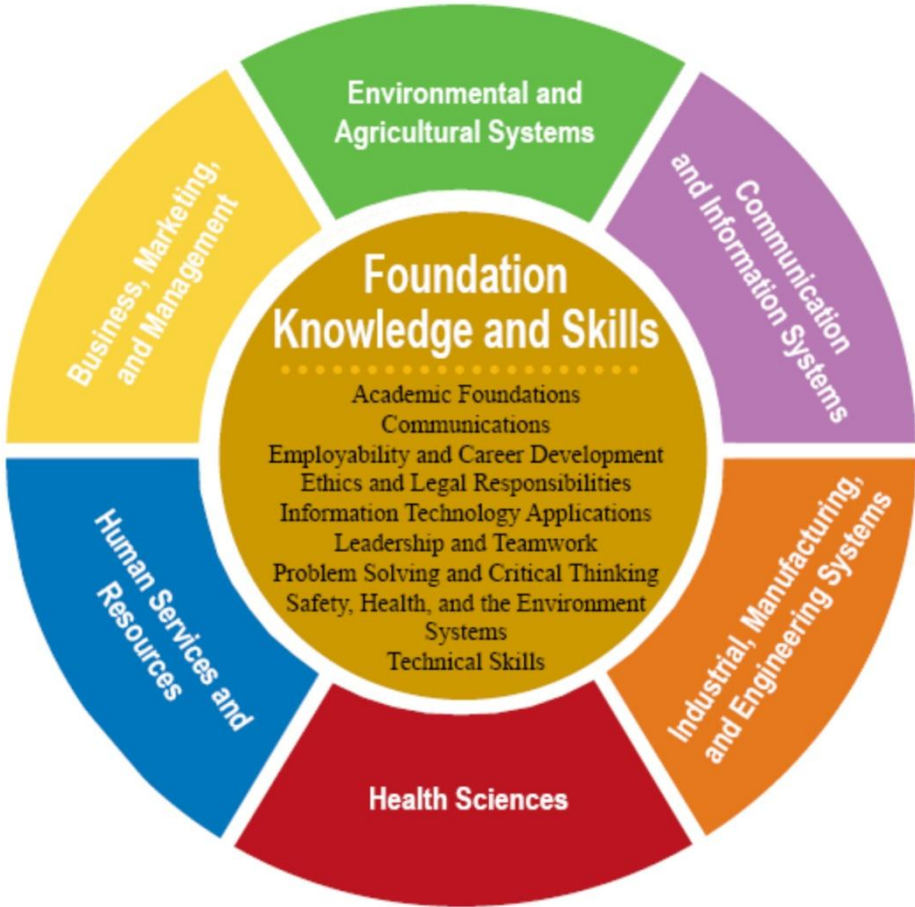 Environmental and
Agricultural Systems
Communication
and Information Systems
Industrial, Manufacturing,
and Engineering Systems
Health Sciences
Human Services and
Resources
Business, Marketing,
and Management
Foundation
Knowledge and Skills
Academic Foundations
Communications
Employability and Career Development
Ethics and Legal Responsibilities
Information Technology Applications
Leadership and Teamwork
Problem Solving and Critical Thinking
Safety, Health, and the Environment
Systems
Technical Skills